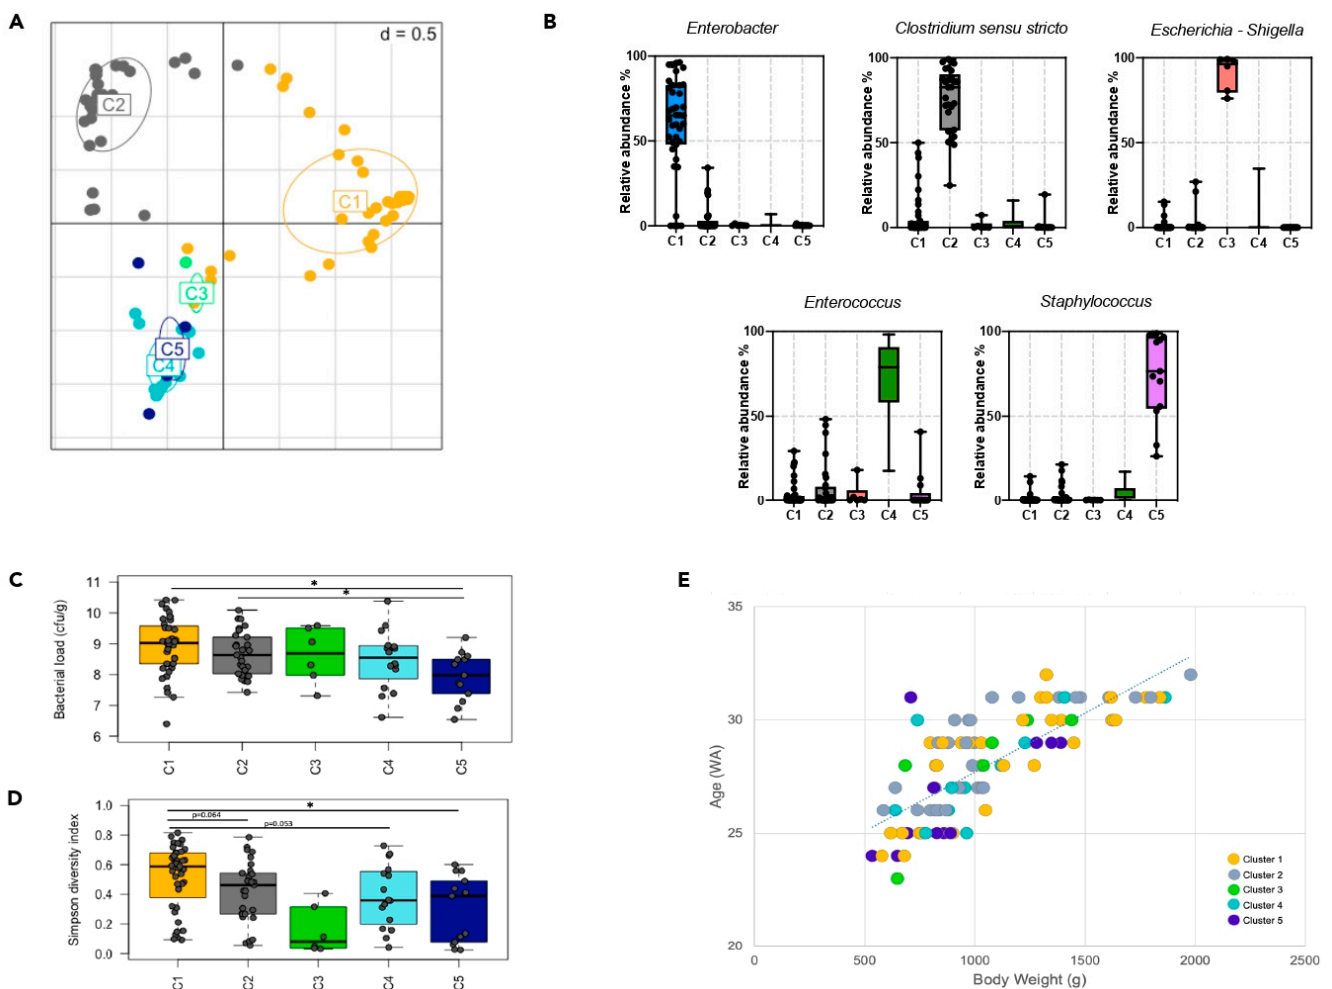 A
d = 0.5
C2
C1
C3
C5
C4
B
Enterobacter
Relative abundance %
100
50
0
C1 C2 C3 C4 C5
Clostridium sensu stricto
Relative abundance %
100
50
0
C1 C2 C3 C4 C5
Escherichia - Shigella
Relative abundance %
100
50
0
C1 C2 C3 C4 C5
Enterococcus
Relative abundance %
100
50
0
C1 C2 C3 C4 C5
Staphylococcus
Relative abundance %
100
50
0
C1 C2 C3 C4 C5
C
Bacterial load (cfu/g)
11
10
9
8
7
6
*
*
C1 C2 C3 C4 C5
D
Simpson diversity index
1.0
0.8
0.6
0.4
0.2
0.0
*
p=0.064
p=0.053
C1 C2 C3 C4 C5
E
Age (WA)
35
30
25
20
0 500 1000 1500 2000 2500
Body Weight (g)
Cluster 1
Cluster 2
Cluster 3
Cluster 4
Cluster 5